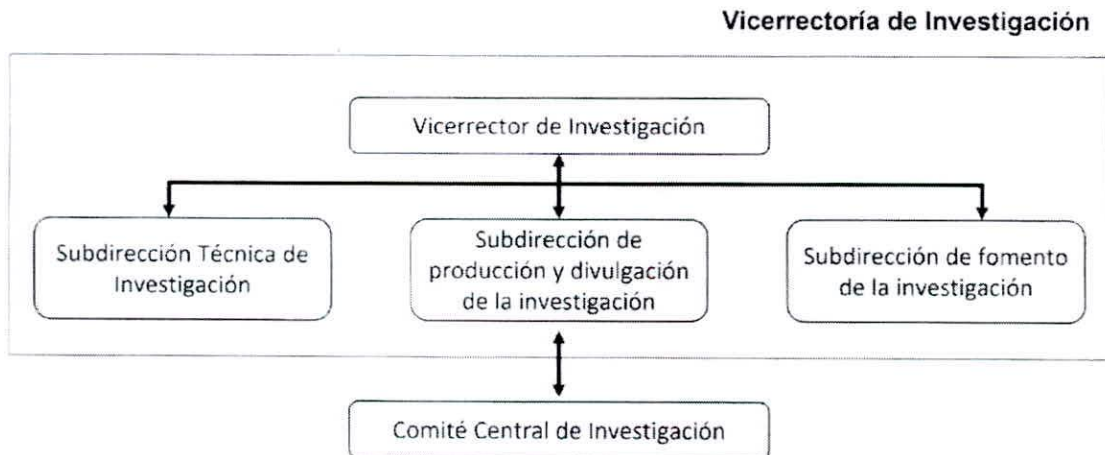 Vicerrectoría de Investigación
Vicerrector de Investigación
Subdirección Técnica de
Investigación
Subdirección de
producción y divulgación
de la investigación
Subdirección de fomento
de la investigación
Comité Central de Investigación